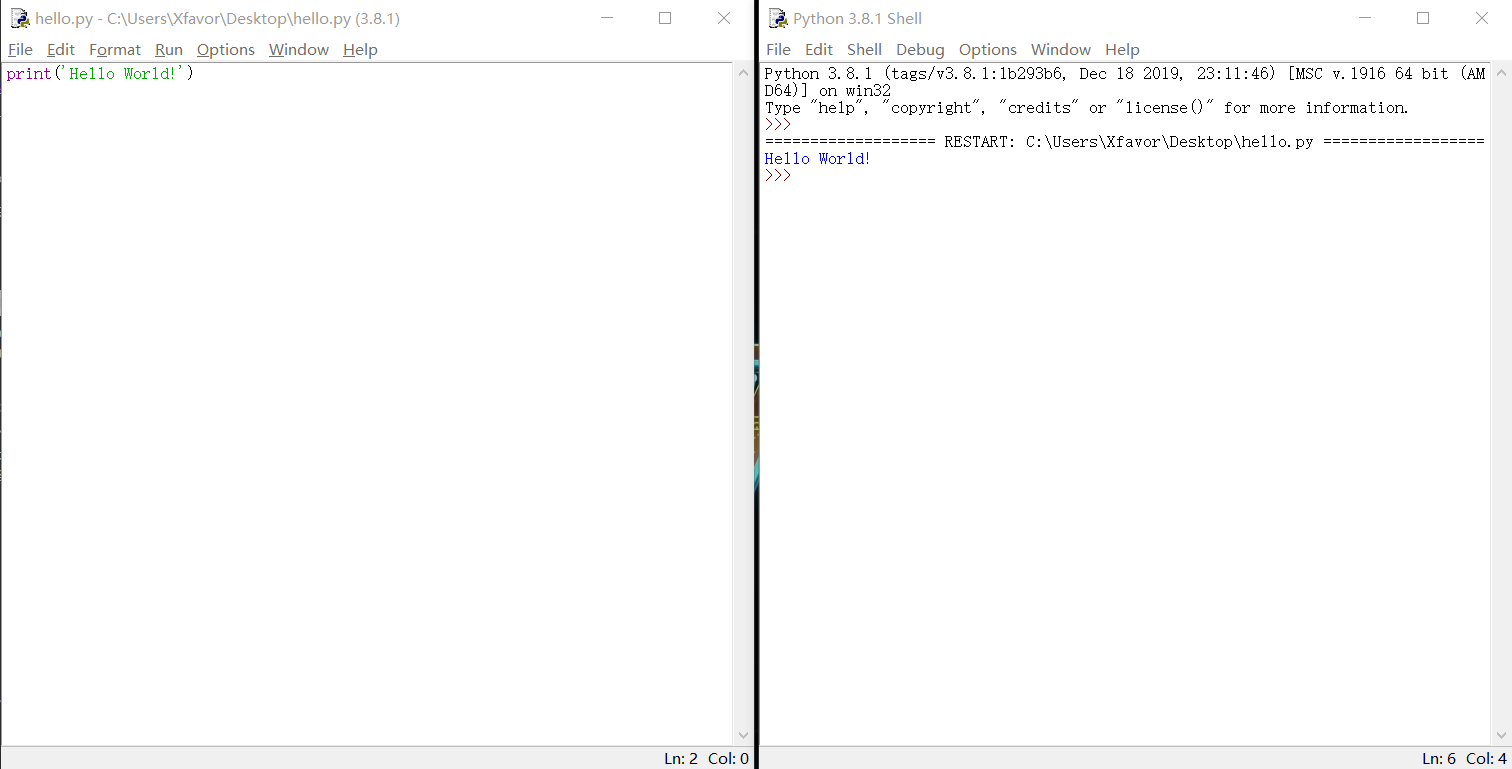 hello.py - C:\Users\Xfavor\Desktop\hello.py (3.8.1)
File Edit Format Run Options Window Help
print('Hello World!')
Ln: 2 Col: 0
Python 3.8.1 Shell
File Edit Shell Debug Options Window Help
Python 3.8.1 (tags/v3.8.1:1b293b6, Dec 18 2019, 23:11:46) [MSC v.1916 64 bit (AM
D64)] on win32
Type "help", "copyright", "credits" or "license()" for more information.
>>>
=================== RESTART: C:\Users\Xfavor\Desktop\hello.py ==================
Hello World!
>>>
Ln: 6 Col: 4